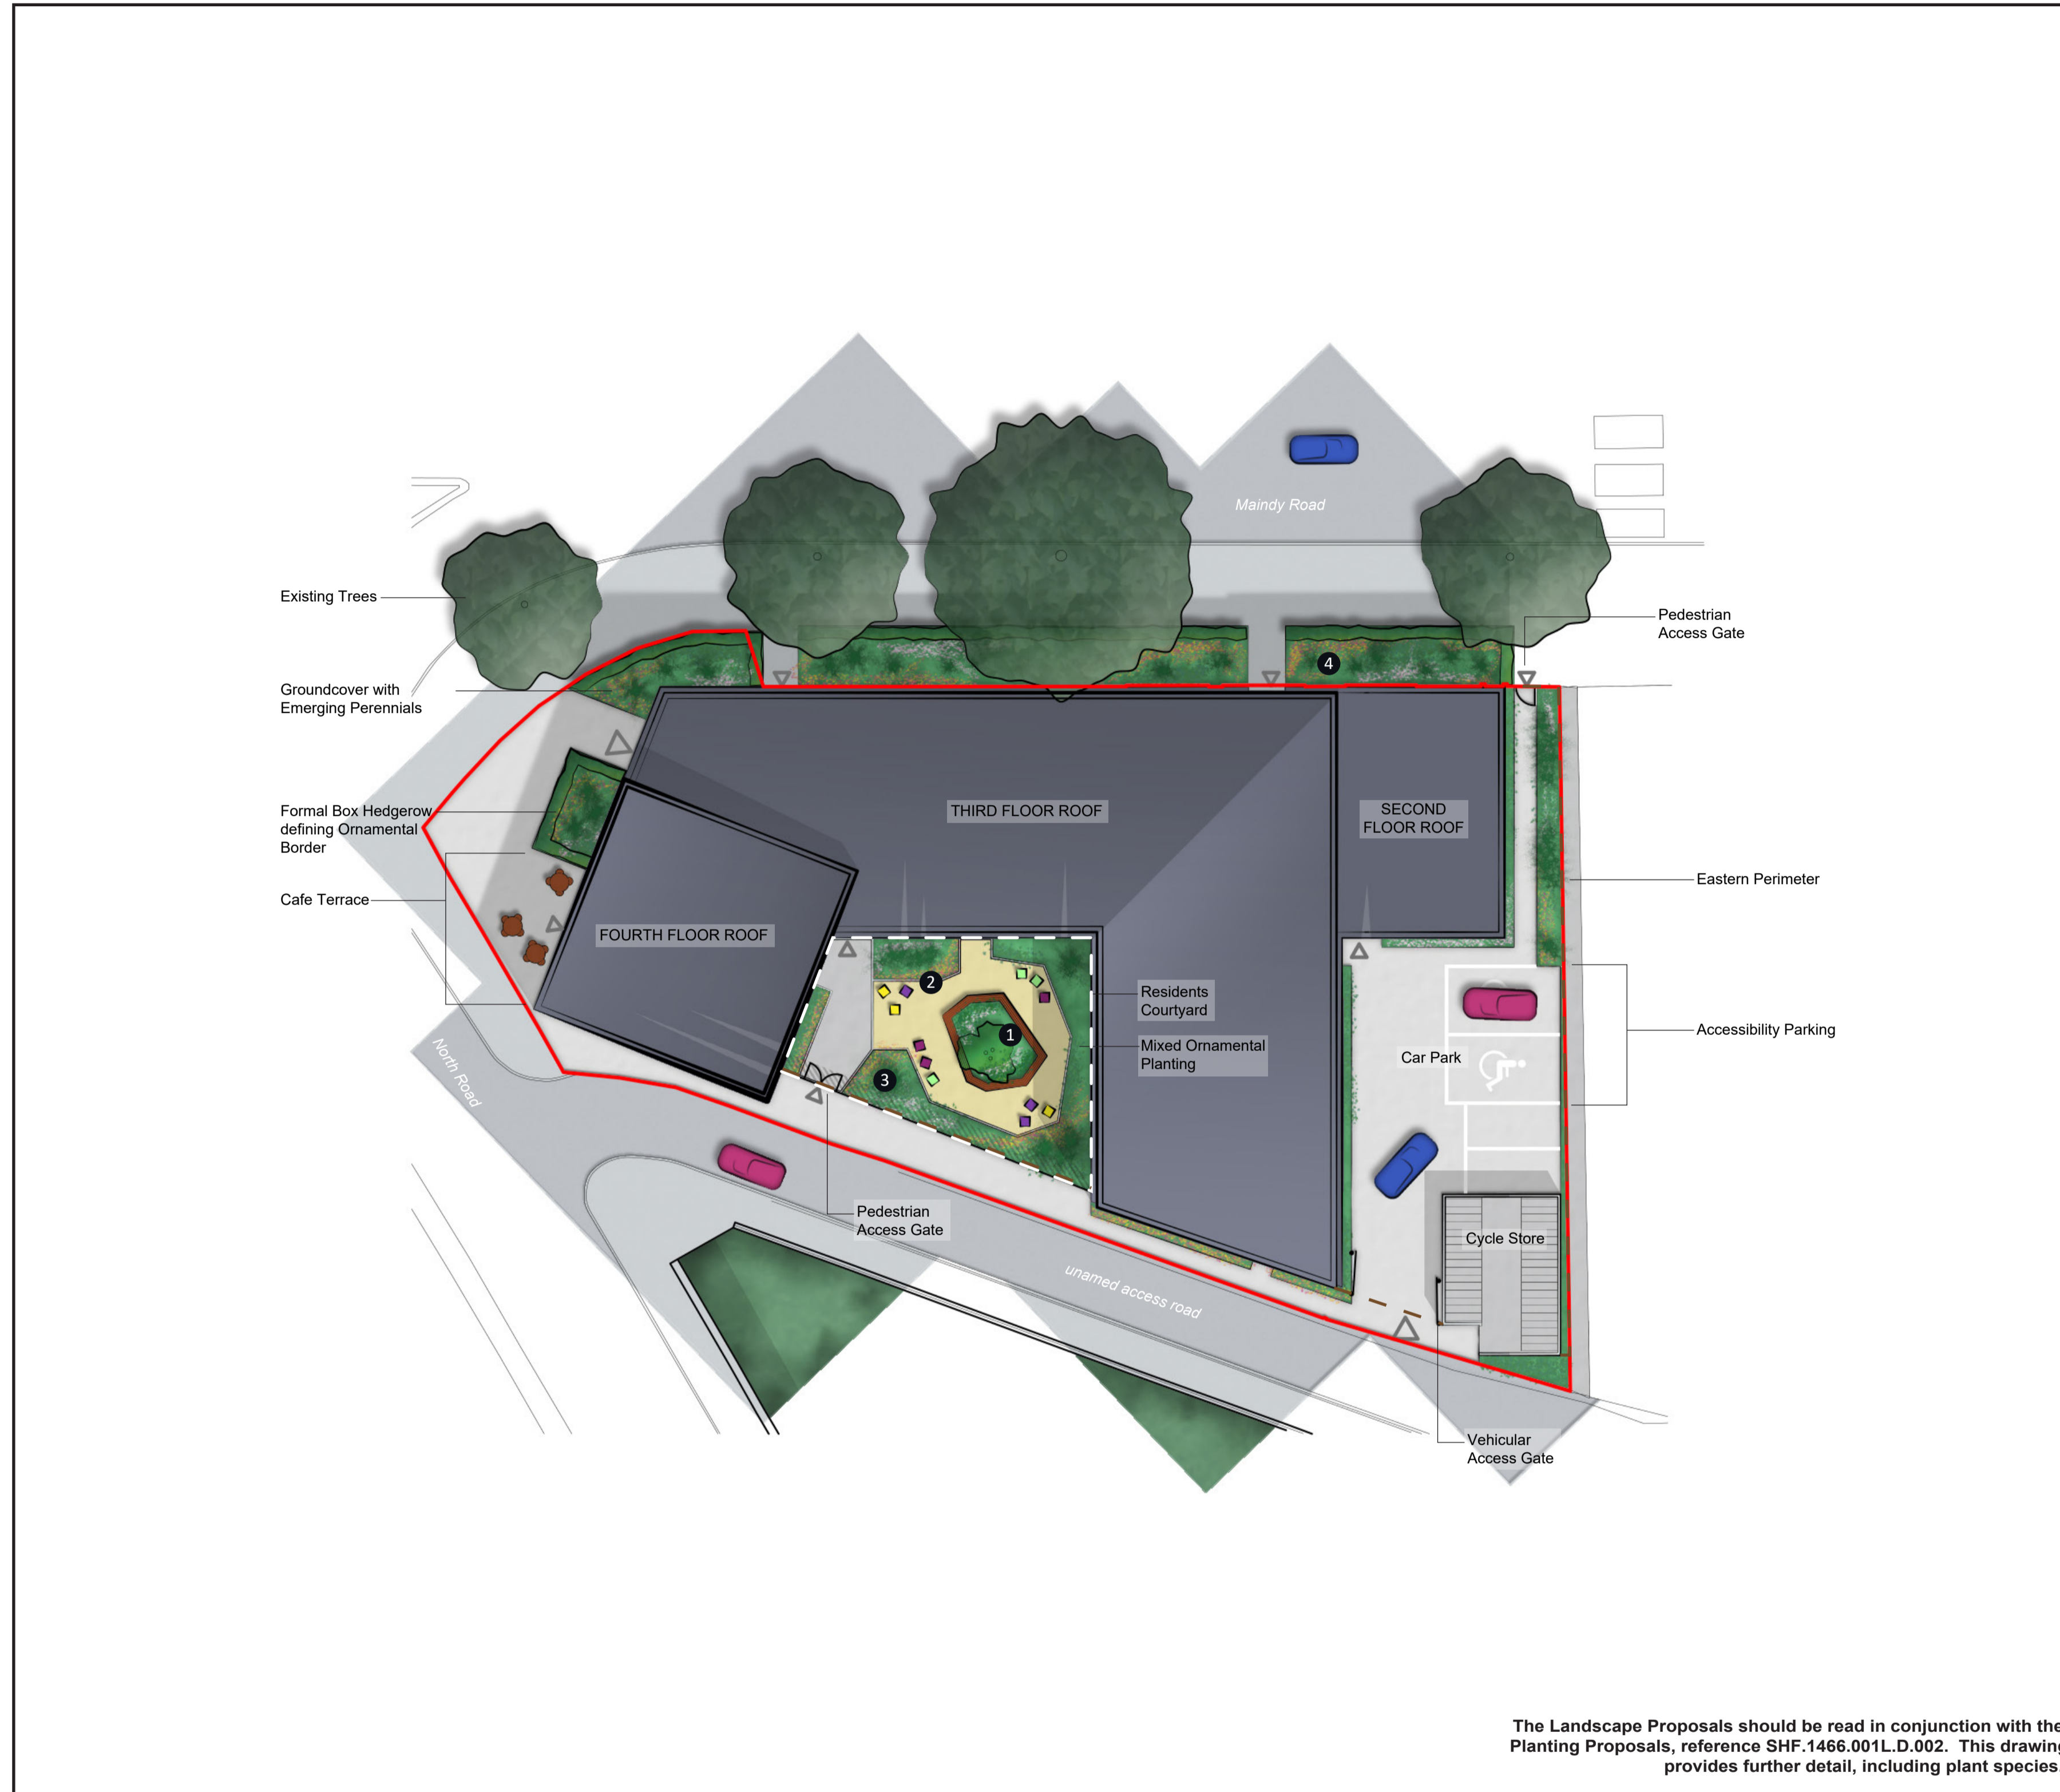 Maindy Road
Existing Trees
Pedestrian
Access Gate
Groundcover with
Emerging Perennials
4
Formal Box Hedgerow
defining Ornamental
Border
THIRD FLOOR ROOF
SECOND
FLOOR ROOF
Eastern Perimeter
Cafe Terrace
FOURTH FLOOR ROOF
2
Residents
Courtyard
1
Mixed Ornamental
Planting
3
Car Park
Accessibility Parking
North Road
Pedestrian
Access Gate
Cycle Store
unamed access road
Vehicular
Access Gate
The Landscape Proposals should be read in conjunction with the
Planting Proposals, reference SHF.1466.001L.D.002. This drawing
provides further detail, including plant species